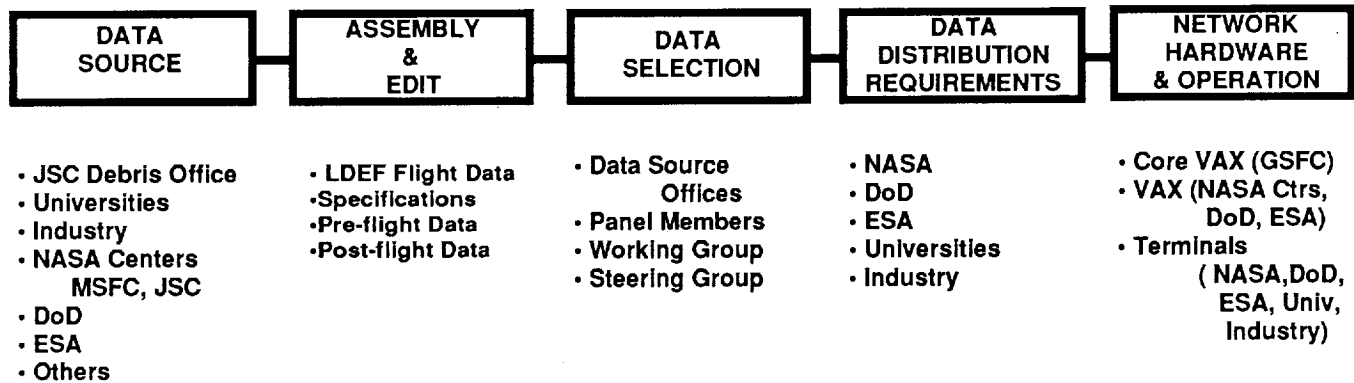 DATA
SOURCE
ASSEMBLY
&
EDIT
DATA
SELECTION
DATA
DISTRIBUTION
REQUIREMENTS
NETWORK
HARDWARE
& OPERATION
• JSC Debris Office
• Universities
• Industry
• NASA Centers
MSFC, JSC
• DoD
• ESA
• Others
• LDEF Flight Data
•Specifications
•Pre-flight Data
•Post-flight Data
• Data Source
Offices
• Panel Members
• Working Group
• Steering Group
• NASA
• DoD
• ESA
• Universities
• Industry
• Core VAX (GSFC)
• VAX (NASA Ctrs,
DoD, ESA)
• Terminals
( NASA,DoD,
ESA, Univ,
Industry)